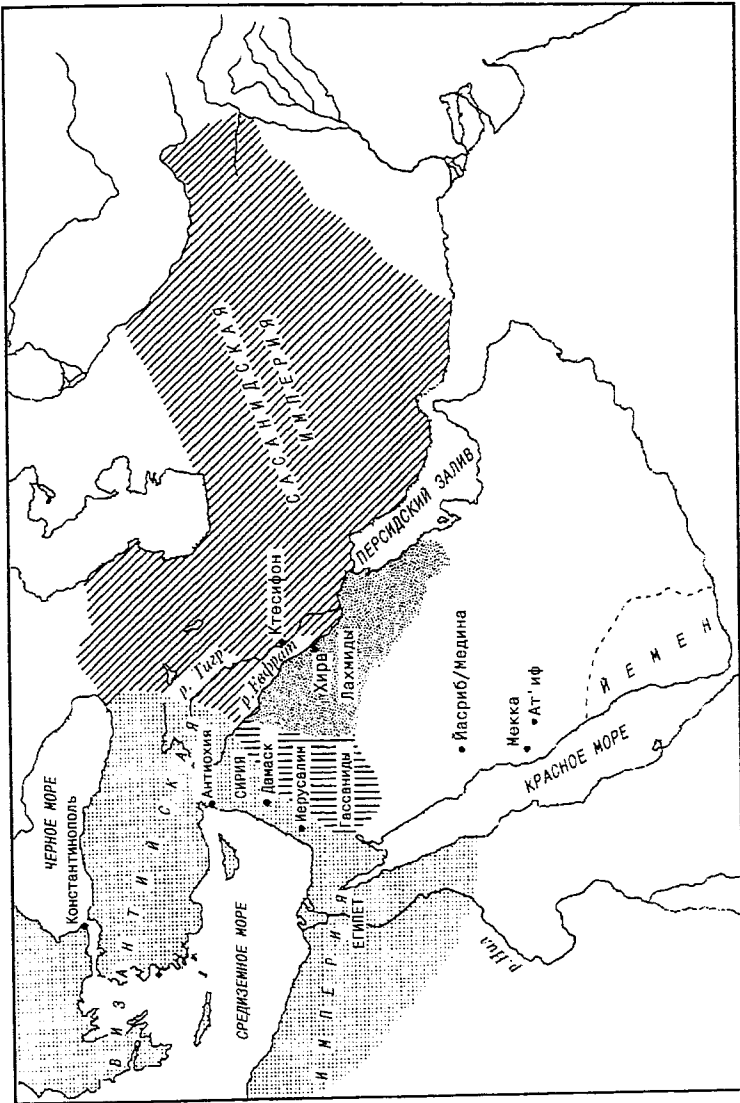 ЧЕРНОЕ МОРЕ
Константинополь
ВИЗАНТИЙСКАЯ
ИМПЕРИЯ
СРЕДИЗЕМНОЕ МОРЕ
Антиохия
СИРИЯ
Дамаск
Иерусалим
Гассаниды
ЕГИПЕТ
р. Нил
р. Тигр
р. Евфрат
Ктесифон
Хира
Лахмиды
САСАНИДСКАЯ
ИМПЕРИЯ
ПЕРСИДСКИЙ ЗАЛИВ
Йасриб/Медина
Мекка
Ат'иф
КРАСНОЕ МОРЕ
ЙЕМЕН